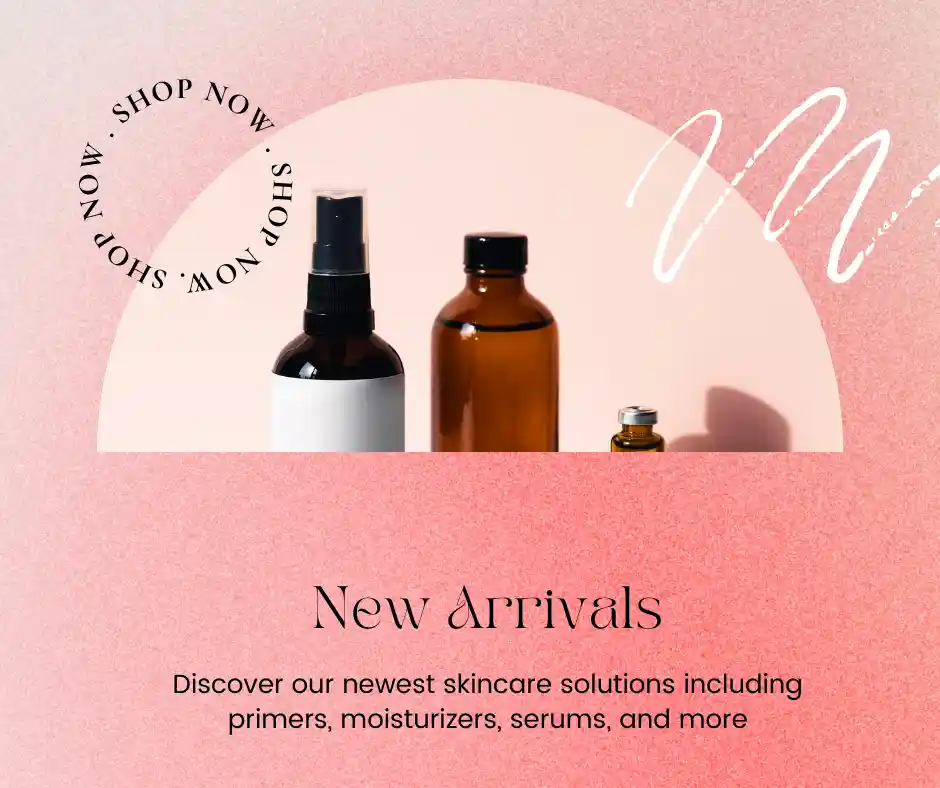 SHOP NOW . SHOP NOW . SHOP NOW .
New Arrivals
Discover our newest skincare solutions including
primers, moisturizers, serums, and more